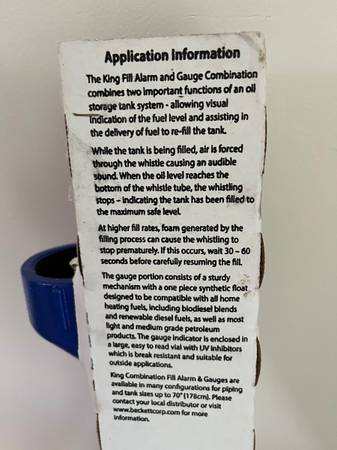 Application Information
The King Fill Alarm and Gauge Combination
combines two important functions of an oil
storage tank system - allowing visual
indication of the fuel level and assisting in
the delivery of fuel to re-fill the tank.
While the tank is being filled, air is forced
through the whistle causing an audible
sound. When the oil level reaches the
bottom of the whistle tube, the whistling
stops – indicating the tank has been filled to
the maximum safe level.
At higher fill rates, foam generated by the
filling process can cause the whistling to
stop prematurely. If this occurs, wait 30 – 60
seconds before carefully resuming the fill.
The gauge portion consists of a sturdy
mechanism with a one piece synthetic float
designed to be compatible with all home
heating fuels, including biodiesel blends
and renewable diesel fuels, as well as most
light and medium grade petroleum
products. The gauge indicator is enclosed in
a large, easy to read vial with UV inhibitors
which is break resistant and suitable for
outside applications.
King Combination Fill Alarm & Gauges are
available in many configurations for piping
and tank sizes up to 70" (178cm). Please
contact your local distributor or visit
www.beckettcorp.com for more
information.